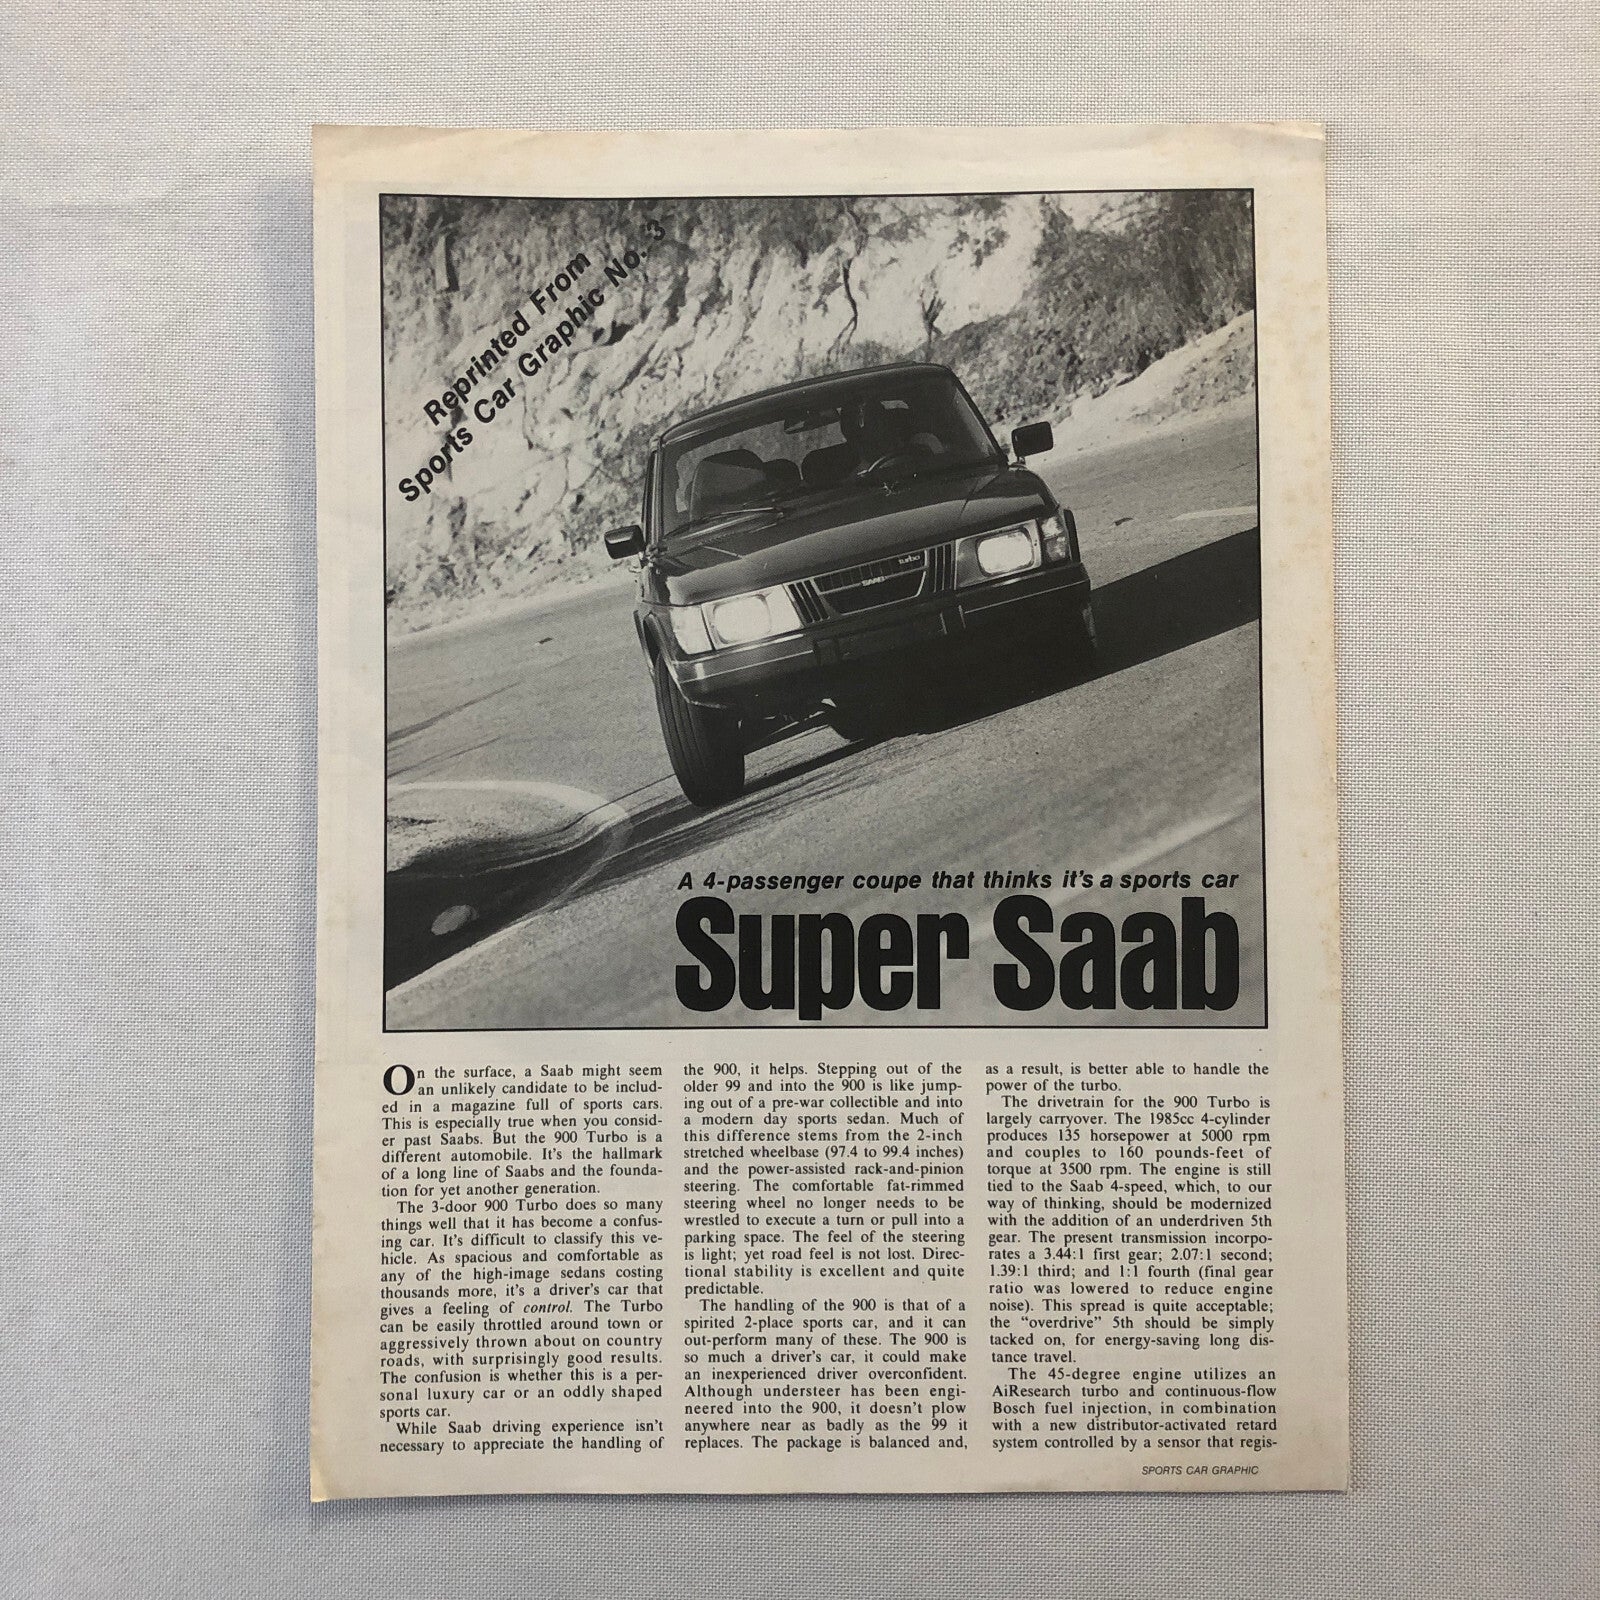 Reprinted From
Sports Car Graphic No. 3
turbo
SAAB
A 4-passenger coupe that thinks it's a sports car
Super Saab
On the surface, a Saab might seem
an unlikely candidate to be includ-
ed in a magazine full of sports cars.
This is especially true when you consid-
er past Saabs. But the 900 Turbo is a
different automobile. It's the hallmark
of a long line of Saabs and the founda-
tion for yet another generation.
The 3-door 900 Turbo does so many
things well that it has become a confus-
ing car. It's difficult to classify this ve-
hicle. As spacious and comfortable as
any of the high-image sedans costing
thousands more, it's a driver's car that
gives a feeling of control. The Turbo
can be easily throttled around town or
aggressively thrown about on country
roads, with surprisingly good results.
The confusion is whether this is a per-
sonal luxury car or an oddly shaped
sports car.
While Saab driving experience isn't
necessary to appreciate the handling of
the 900, it helps. Stepping out of the
older 99 and into the 900 is like jump-
ing out of a pre-war collectible and into
a modern day sports sedan. Much of
this difference stems from the 2-inch
stretched wheelbase (97.4 to 99.4 inches)
and the power-assisted rack-and-pinion
steering. The comfortable fat-rimmed
steering wheel no longer needs to be
wrestled to execute a turn or pull into a
parking space. The feel of the steering
is light; yet road feel is not lost. Direc-
tional stability is excellent and quite
predictable.
The handling of the 900 is that of a
spirited 2-place sports car, and it can
out-perform many of these. The 900 is
so much a driver's car, it could make
an inexperienced driver overconfident.
Although understeer has been engi-
neered into the 900, it doesn't plow
anywhere near as badly as the 99 it
replaces. The package is balanced and,
as a result, is better able to handle the
power of the turbo.
The drivetrain for the 900 Turbo is
largely carryover. The 1985cc 4-cylinder
produces 135 horsepower at 5000 rpm
and couples to 160 pounds-feet of
torque at 3500 rpm. The engine is still
tied to the Saab 4-speed, which, to our
way of thinking, should be modernized
with the addition of an underdriven 5th
gear. The present transmission incorpo-
rates a 3.44:1 first gear; 2.07:1 second;
1.39:1 third; and 1:1 fourth (final gear
ratio was lowered to reduce engine
noise). This spread is quite acceptable;
the "overdrive" 5th should be simply
tacked on, for energy-saving long dis-
tance travel.
The 45-degree engine utilizes an
AiResearch turbo and continuous-flow
Bosch fuel injection, in combination
with a new distributor-activated retard
system controlled by a sensor that regis-
SPORTS CAR GRAPHIC